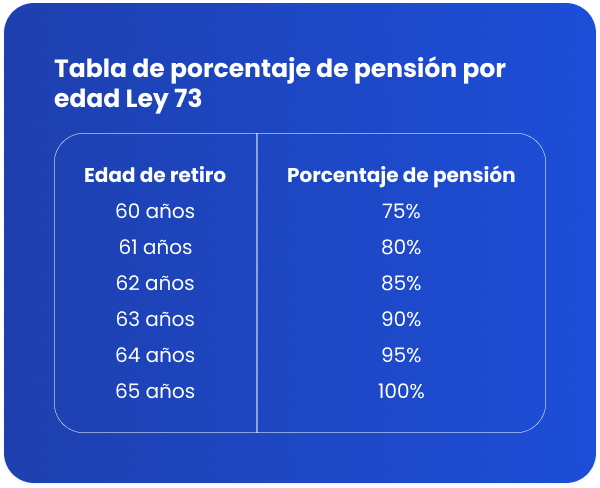 Tabla de porcentaje de pensión por
edad Ley 73
Edad de retiro Porcentaje de pensión
60 años 75%
61 años 80%
62 años 85%
63 años 90%
64 años 95%
65 años 100%